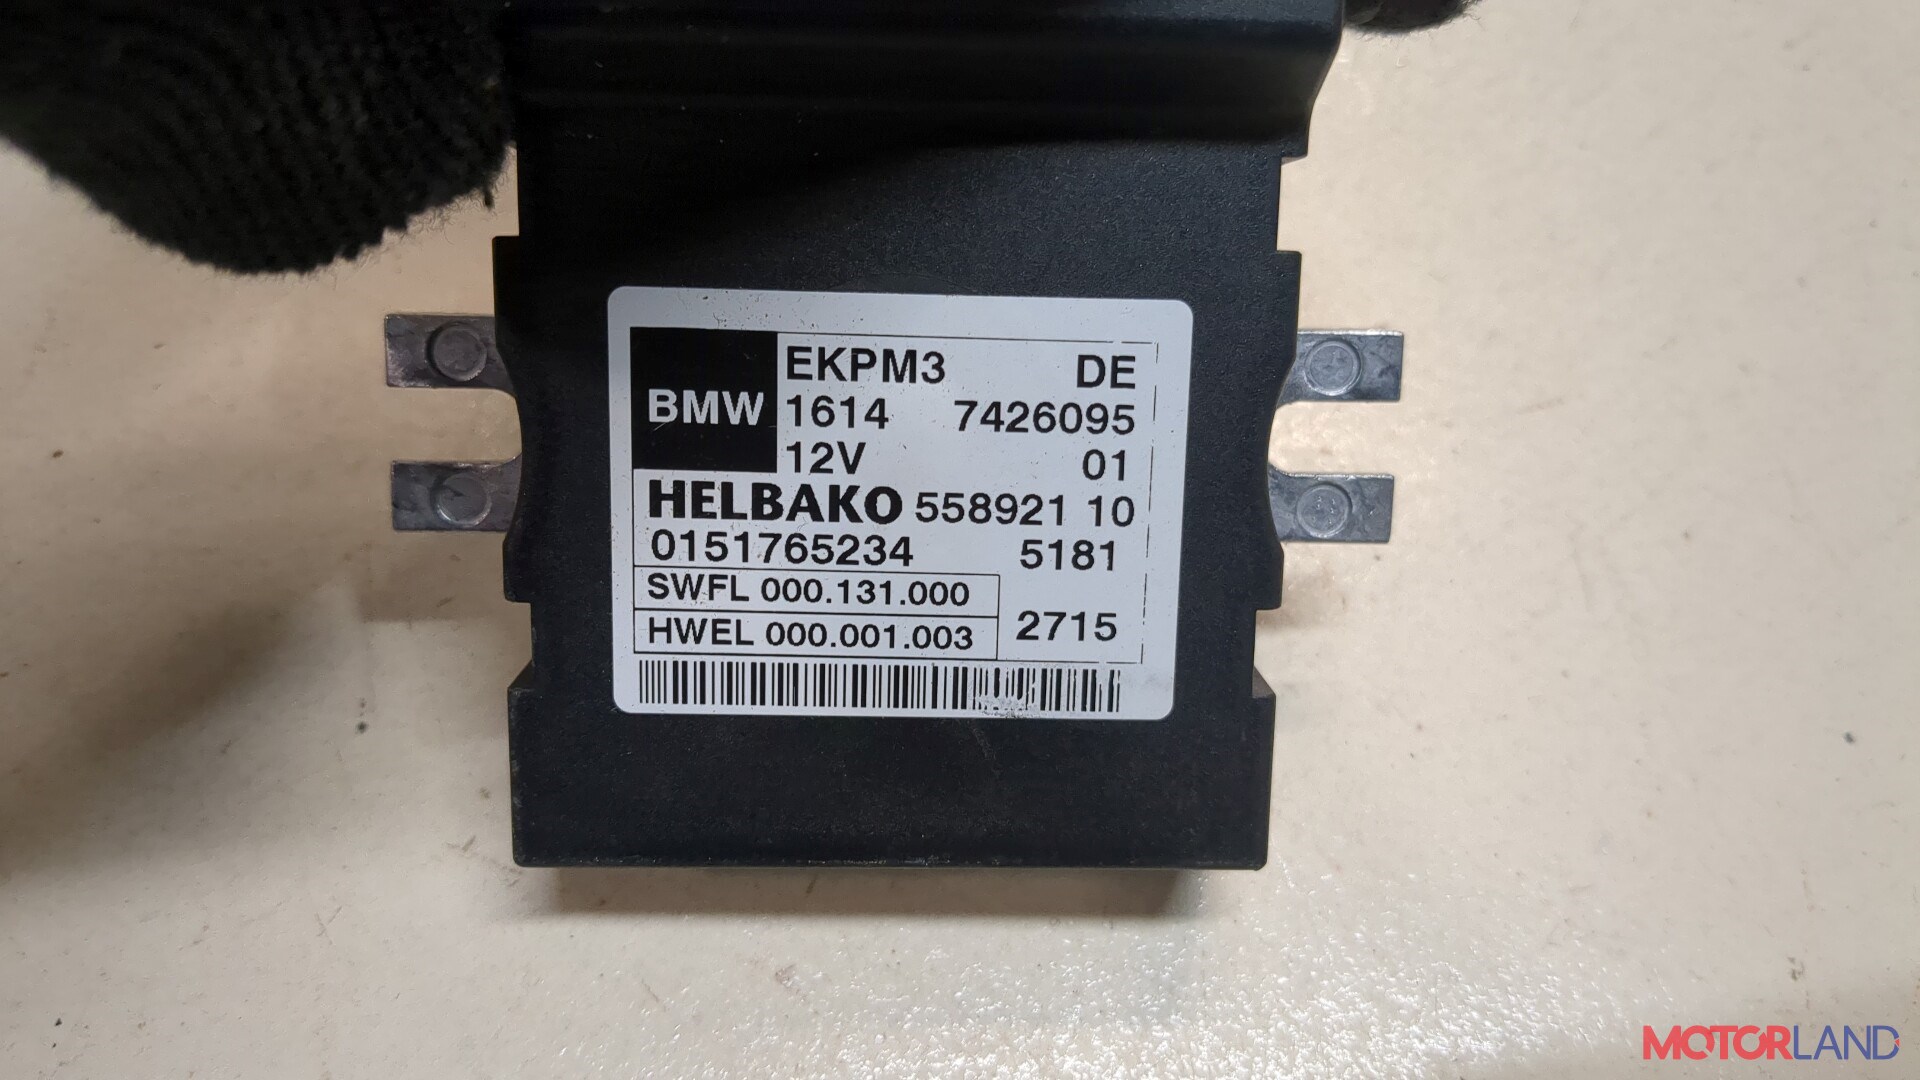 BMW
EKPM3 DE
1614 7426095
12V 01
HELBAKO 558921 10
0151765234 5181
SWFL 000.131.000
HWEL 000.001.003 2715
MOTORLAND